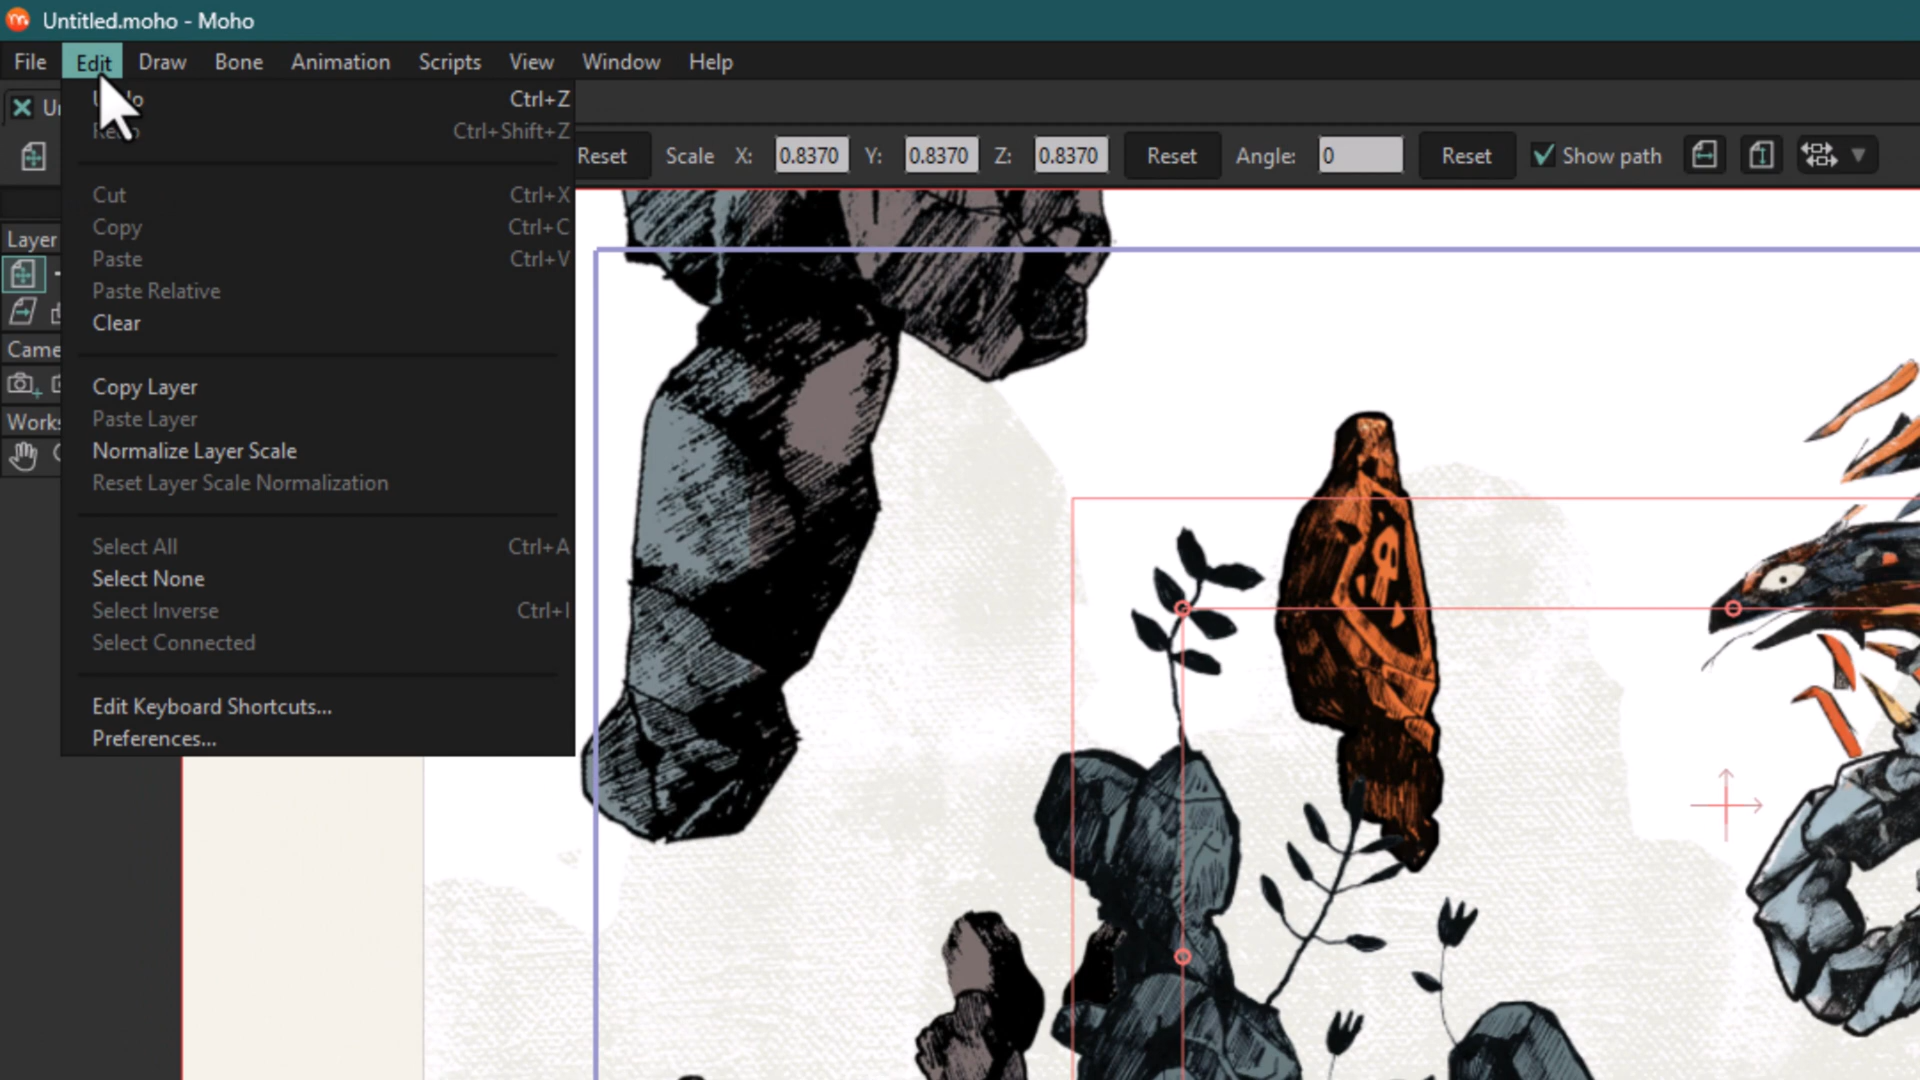 Untitled.moho - Moho
File Edit Draw Bone Animation Scripts View Window Help
Reset Scale X: 0.8370 Y: 0.8370 Z: 0.8370 Reset Angle: 0 Reset Show path
Undo Ctrl+Z
Redo Ctrl+Shift+Z
Cut Ctrl+X
Copy Ctrl+C
Paste Ctrl+V
Paste Relative
Clear
Copy Layer
Paste Layer
Normalize Layer Scale
Reset Layer Scale Normalization
Select All Ctrl+A
Select None
Select Inverse Ctrl+I
Select Connected
Edit Keyboard Shortcuts...
Preferences...
Layer